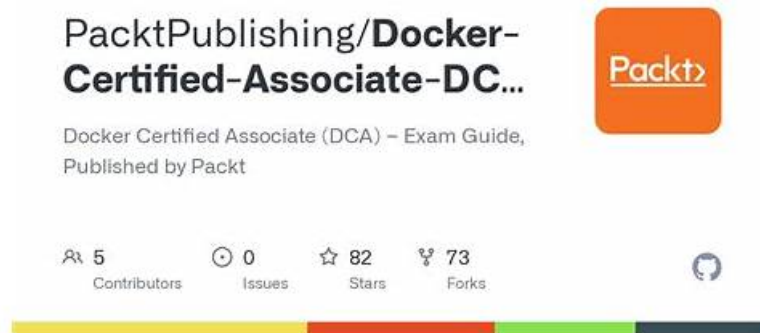 PacktPublishing/Docker-
Certified-Associate-DC...
Packt>
Docker Certified Associate (DCA) – Exam Guide,
Published by Packt
5
Contributors
0
Issues
82
Stars
73
Forks